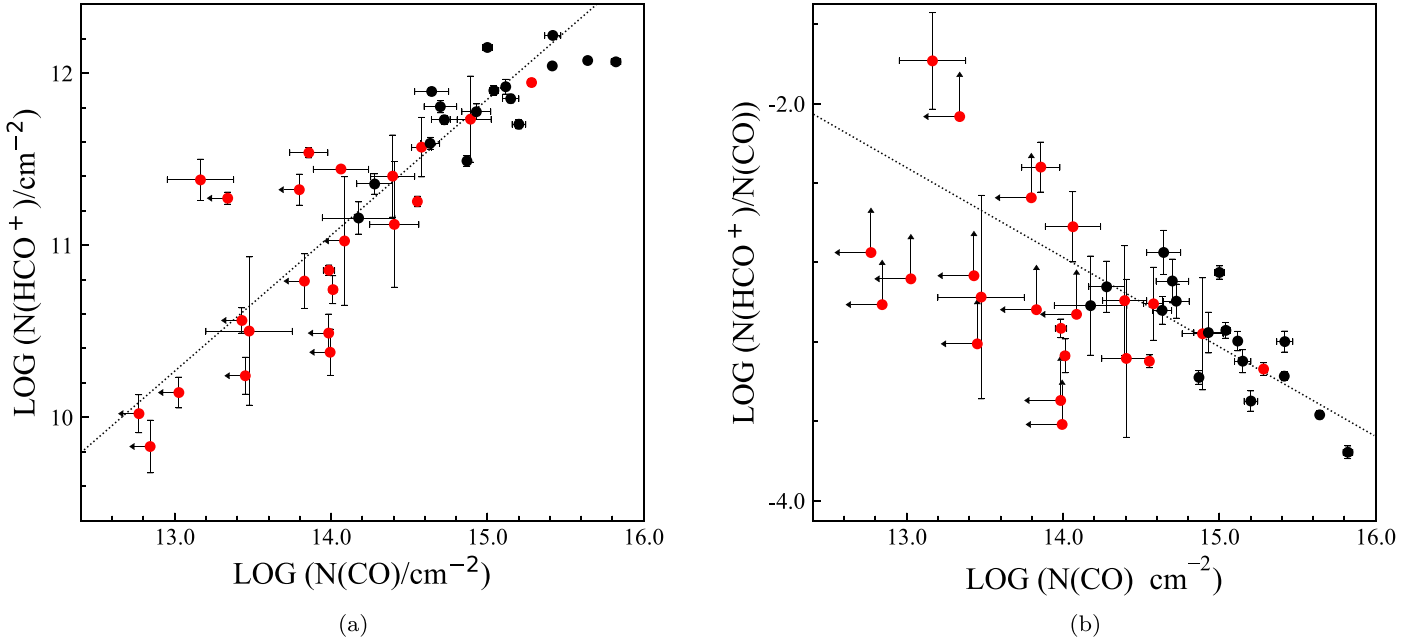 12
11
10
13.0 14.0 15.0 16.0
LOG (N(HCO⁺)/cm⁻²)
LOG (N(CO)/cm⁻²)
(a)
-2.0
-4.0
13.0 14.0 15.0 16.0
LOG (N(HCO⁺)/N(CO))
LOG (N(CO) cm⁻²)
(b)